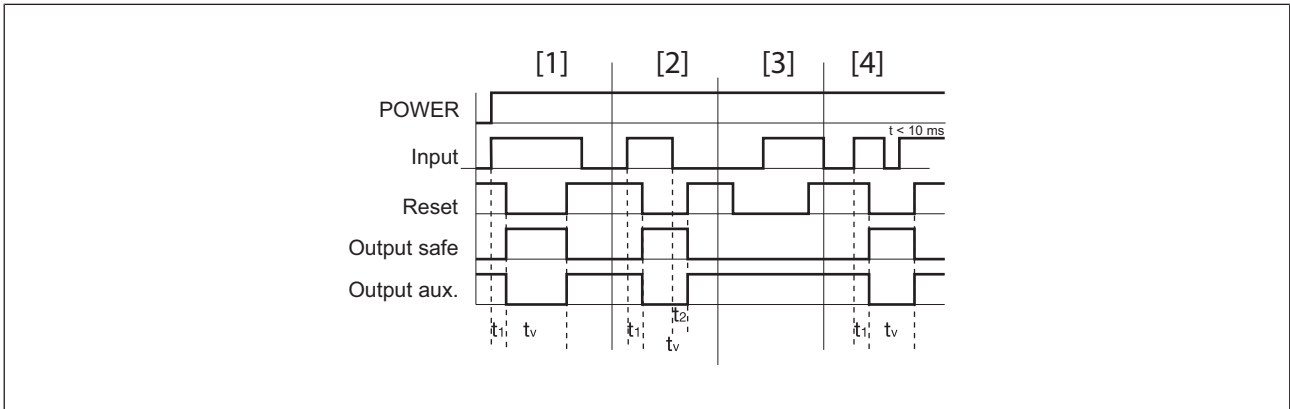 [1] [2] [3] [4]
POWER
t < 10 ms
Input
Reset
Output safe
Output aux.
t1 tv t1 t2 tv t1 tv